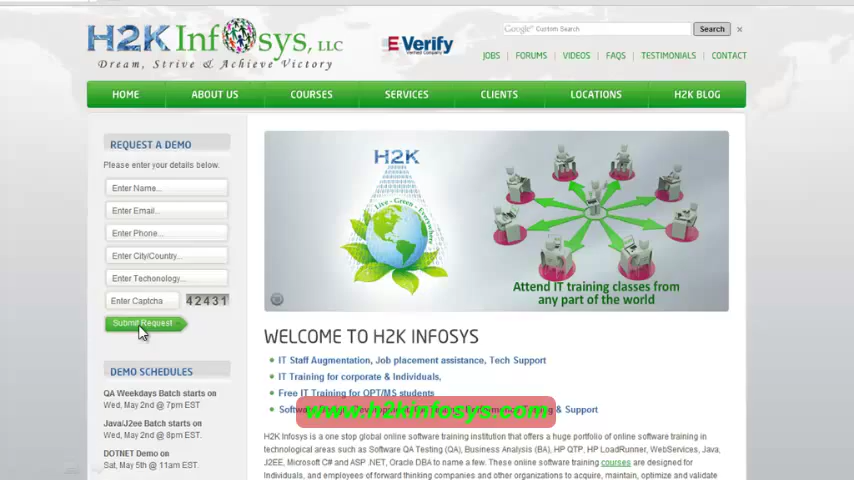 H2K Infosys, LLC
Dream, Strive & Achieve Victory
E Verify
Google™ Custom Search
Search
×
JOBS | FORUMS | VIDEOS | FAQS | TESTIMONIALS | CONTACT
HOME
ABOUT US
COURSES
SERVICES
CLIENTS
LOCATIONS
H2K BLOG
REQUEST A DEMO
Please enter your details below.
Enter Name...
Enter Email...
Enter Phone...
Enter City/Country...
Enter Techonology...
Enter Captcha
42431
Submit Request
DEMO SCHEDULES
QA Weekdays Batch starts on
Wed, May 2nd @ 7pm EST
Java/J2ee Batch starts on
Wed, May 2nd @ 8pm EST.
DOTNET Demo on
Sat, May 5th @ 11am EST.
H2K
Live - Green - Everywhere
Attend IT training classes from
any part of the world
WELCOME TO H2K INFOSYS
IT Staff Augmentation, Job placement assistance, Tech Support
IT Training for corporate & Individuals,
Free IT Training for OPT/MS students
& Support
www.h2kinfosys.com
H2K Infosys is a one stop global online software training institution that offers a huge portfolio of online software training in
technological areas such as Software QA Testing (QA), Business Analysis (BA), HP QTP, HP LoadRunner, WebServices, Java,
J2EE, Microsoft C# and ASP .NET, Oracle DBA to name a few. These online software training courses are designed for
Individuals, and employees of forward thinking companies and other organizations to acquire, maintain, optimize and validate